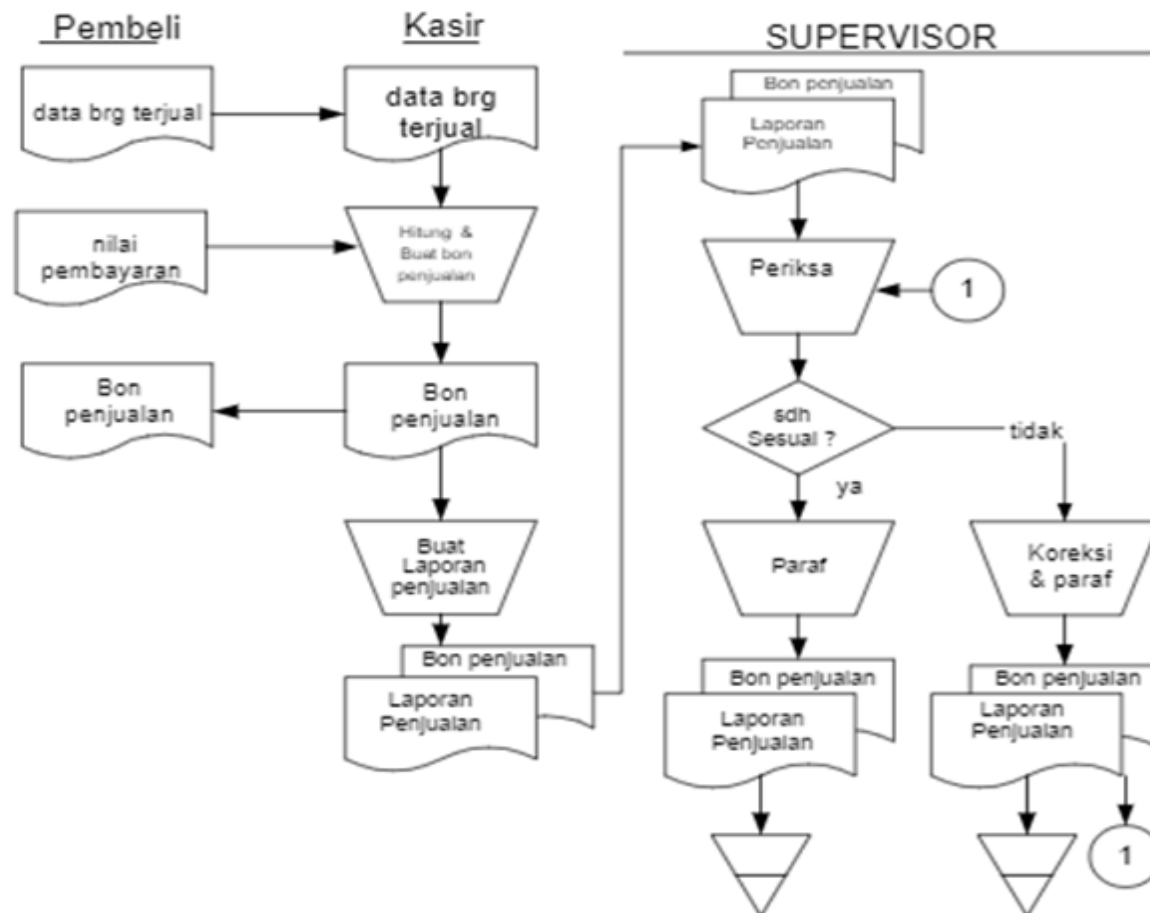 Pembeli
Kasir
SUPERVISOR
data brg terjual
data brg
terjual
Bon penjualan
Laporan
Penjualan
nilai
pembayaran
Hitung &
Buat bon
penjualan
Periksa
1
Bon
penjualan
Bon
penjualan
sdh
Sesual ?
tidak
ya
Buat
Laporan
penjualan
Paraf
Koreksi
& paraf
Bon penjualan
Laporan
Penjualan
Bon penjualan
Laporan
Penjualan
Bon penjualan
Laporan
Penjualan
1